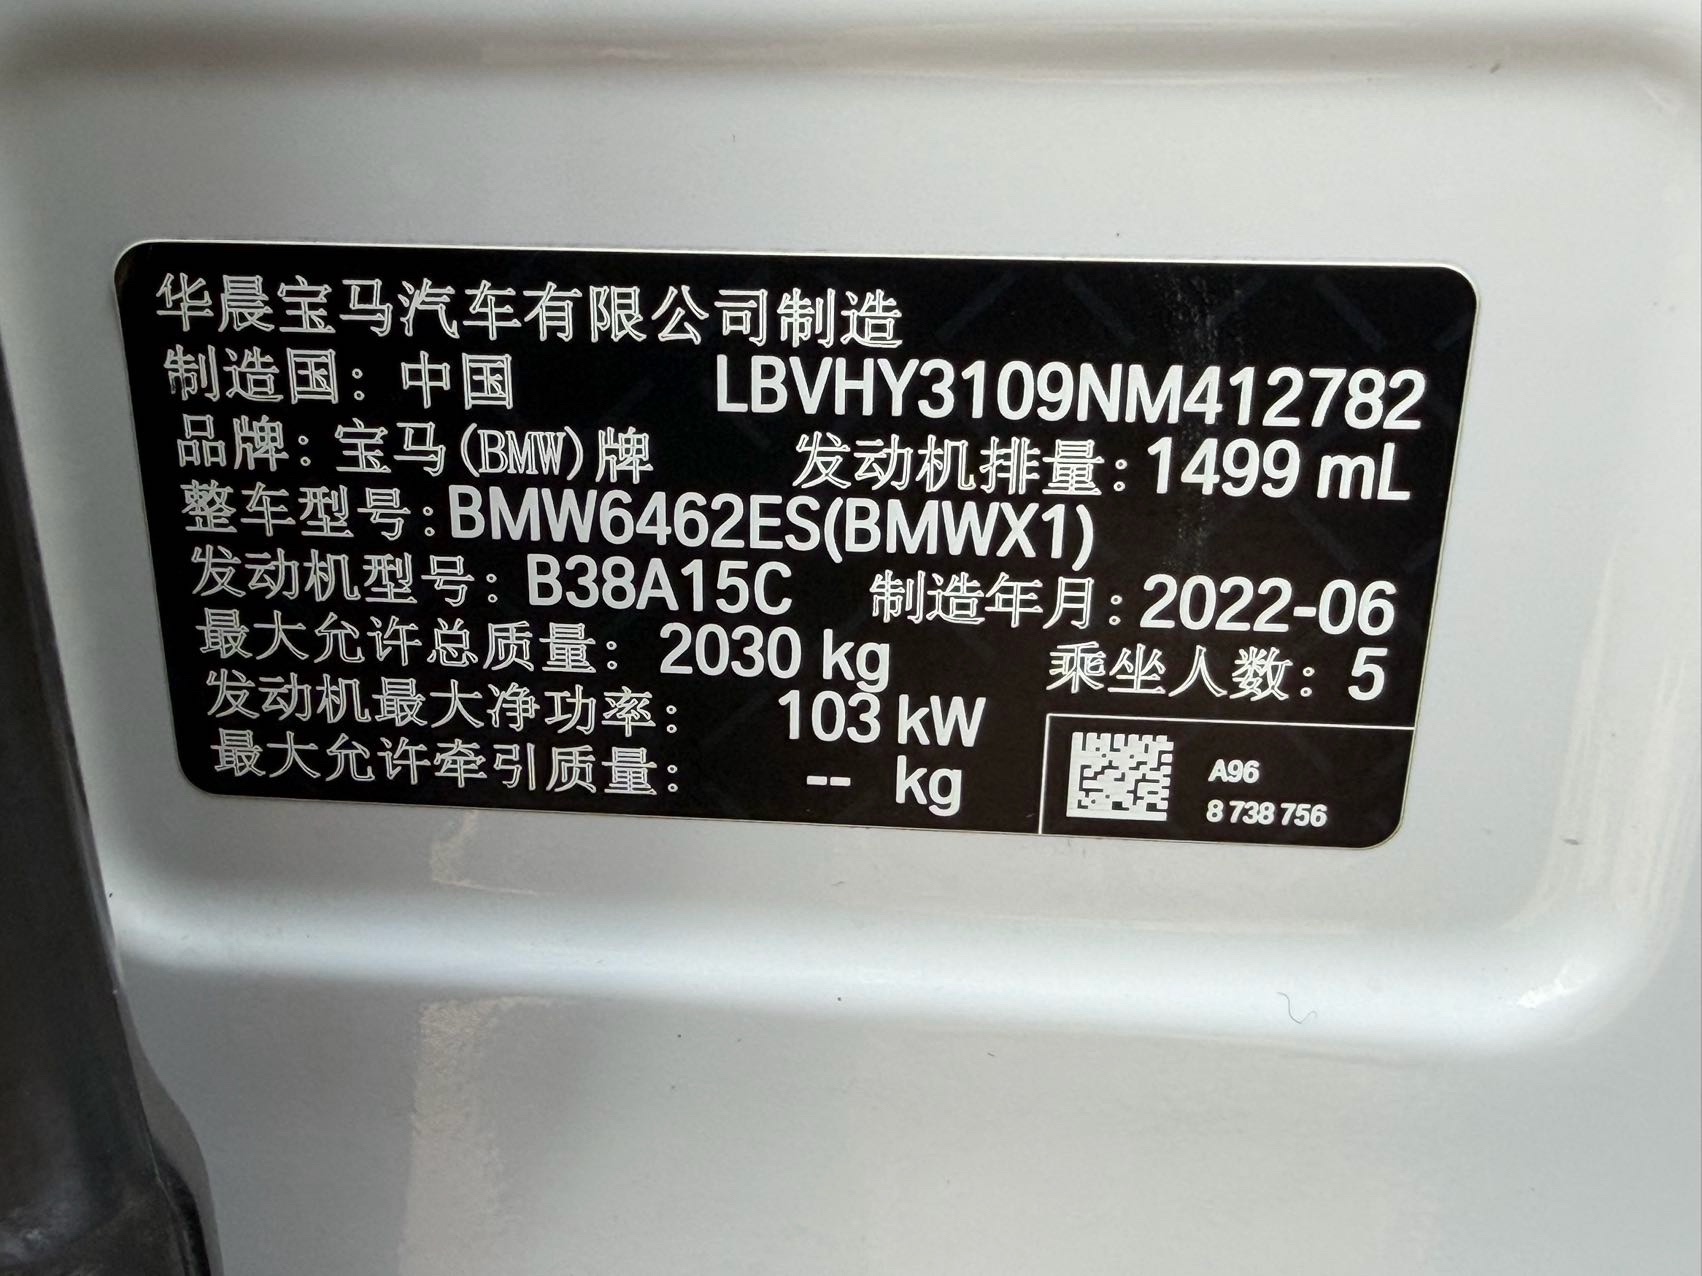 华晨宝马汽车有限公司制造
制造国：中国 LBVHY3109NM412782
品牌：宝马(BMW)牌 发动机排量：1499 mL
整车型号：BMW6462ES(BMWX1)
发动机型号：B38A15C 制造年月：2022-06
最大允许总质量：2030 kg 乘坐人数：5
发动机最大净功率：103 kW
最大允许牵引质量：-- kg
A96
8 738 756